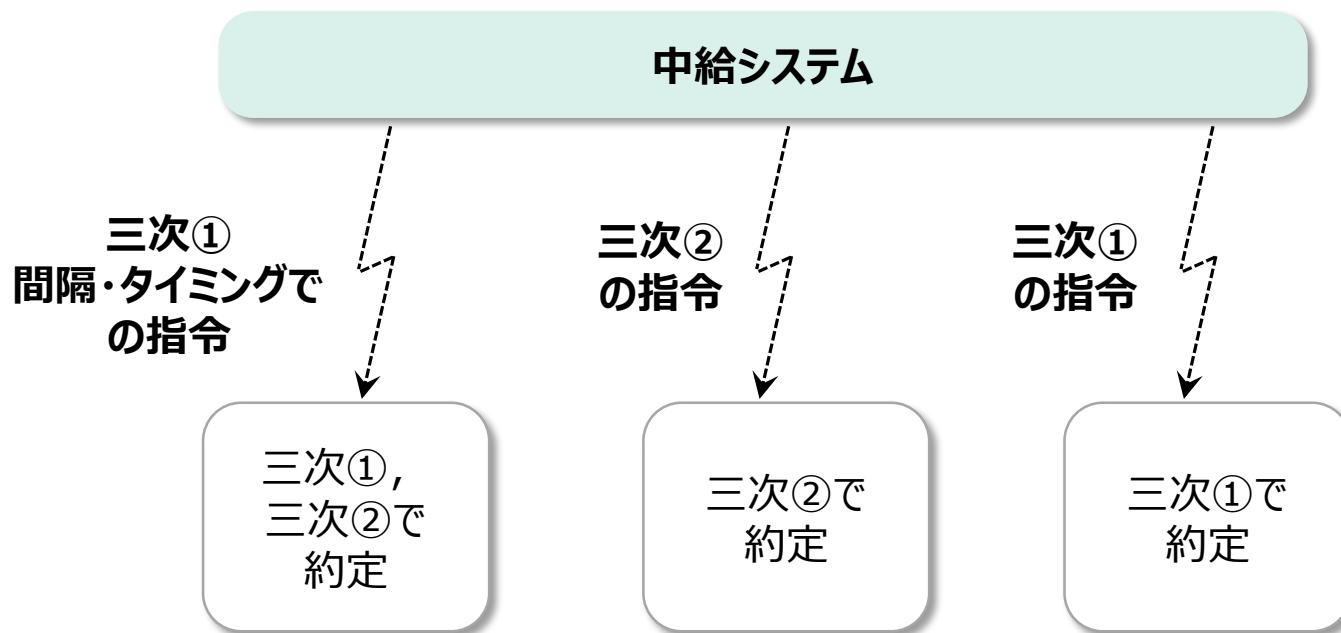 中給システム
三次①
間隔・タイミングで
の指令
三次②
の指令
三次①
の指令
三次①,
三次②で
約定
三次②で
約定
三次①で
約定